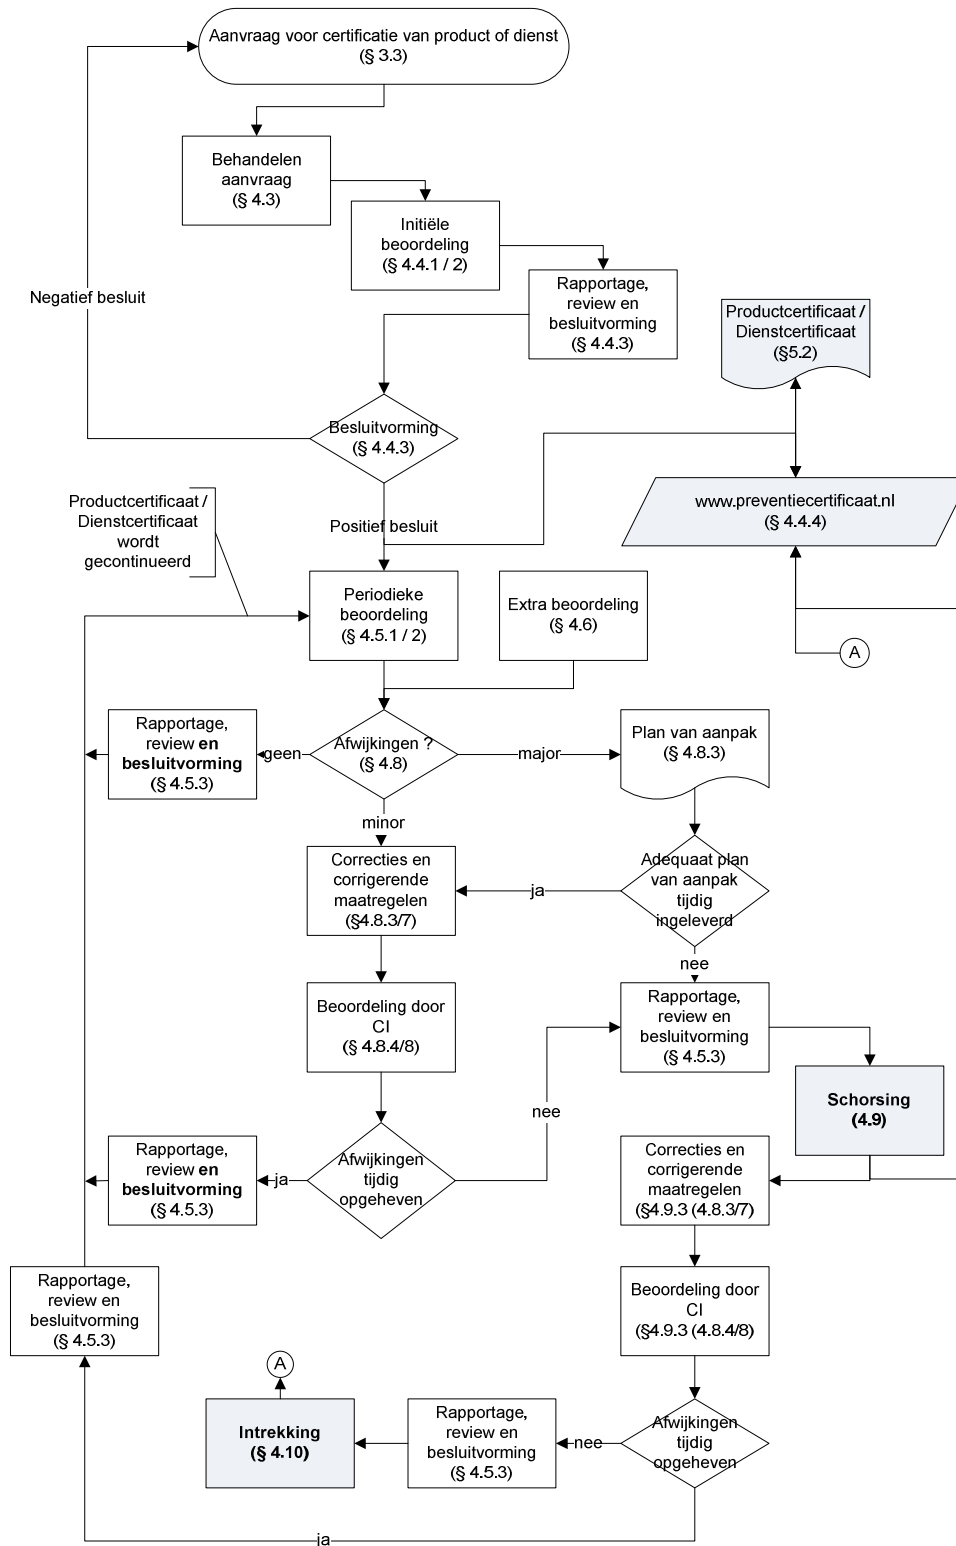 Aanvraag voor certificatie van product of dienst
(§ 3.3)
Behandelen
aanvraag
(§ 4.3)
Initiële
beoordeling
(§ 4.4.1 / 2)
Rapportage,
review en
besluitvorming
(§ 4.4.3)
Negatief besluit
Productcertificaat /
Dienstcertificaat
(§5.2)
Besluitvorming
(§ 4.4.3)
www.preventiecertificaat.nl
(§ 4.4.4)
Productcertificaat /
Dienstcertificaat
wordt
gecontinueerd
Positief besluit
Periodieke
beoordeling
(§ 4.5.1 / 2)
Extra beoordeling
(§ 4.6)
A
Rapportage,
review en
besluitvorming
(§ 4.5.3)
geen
Afwijkingen ?
(§ 4.8)
major
Plan van aanpak
(§ 4.8.3)
minor
Correcties en
corrigerende
maatregelen
(§4.8.3/7)
ja
Adequaat plan
van aanpak
tijdig
ingeleverd
nee
Beoordeling door
CI
(§ 4.8.4/8)
Rapportage,
review en
besluitvorming
(§ 4.5.3)
nee
Schorsing
(4.9)
Rapportage,
review en
besluitvorming
(§ 4.5.3)
ja
Afwijkingen
tijdig
opgeheven
Correcties en
corrigerende
maatregelen
(§4.9.3 (4.8.3/7)
Rapportage,
review en
besluitvorming
(§ 4.5.3)
Beoordeling door
CI
(§4.9.3 (4.8.4/8)
A
Intrekking
(§ 4.10)
Rapportage,
review en
besluitvorming
(§ 4.5.3)
nee
Afwijkingen
tijdig
opgeheven
ja